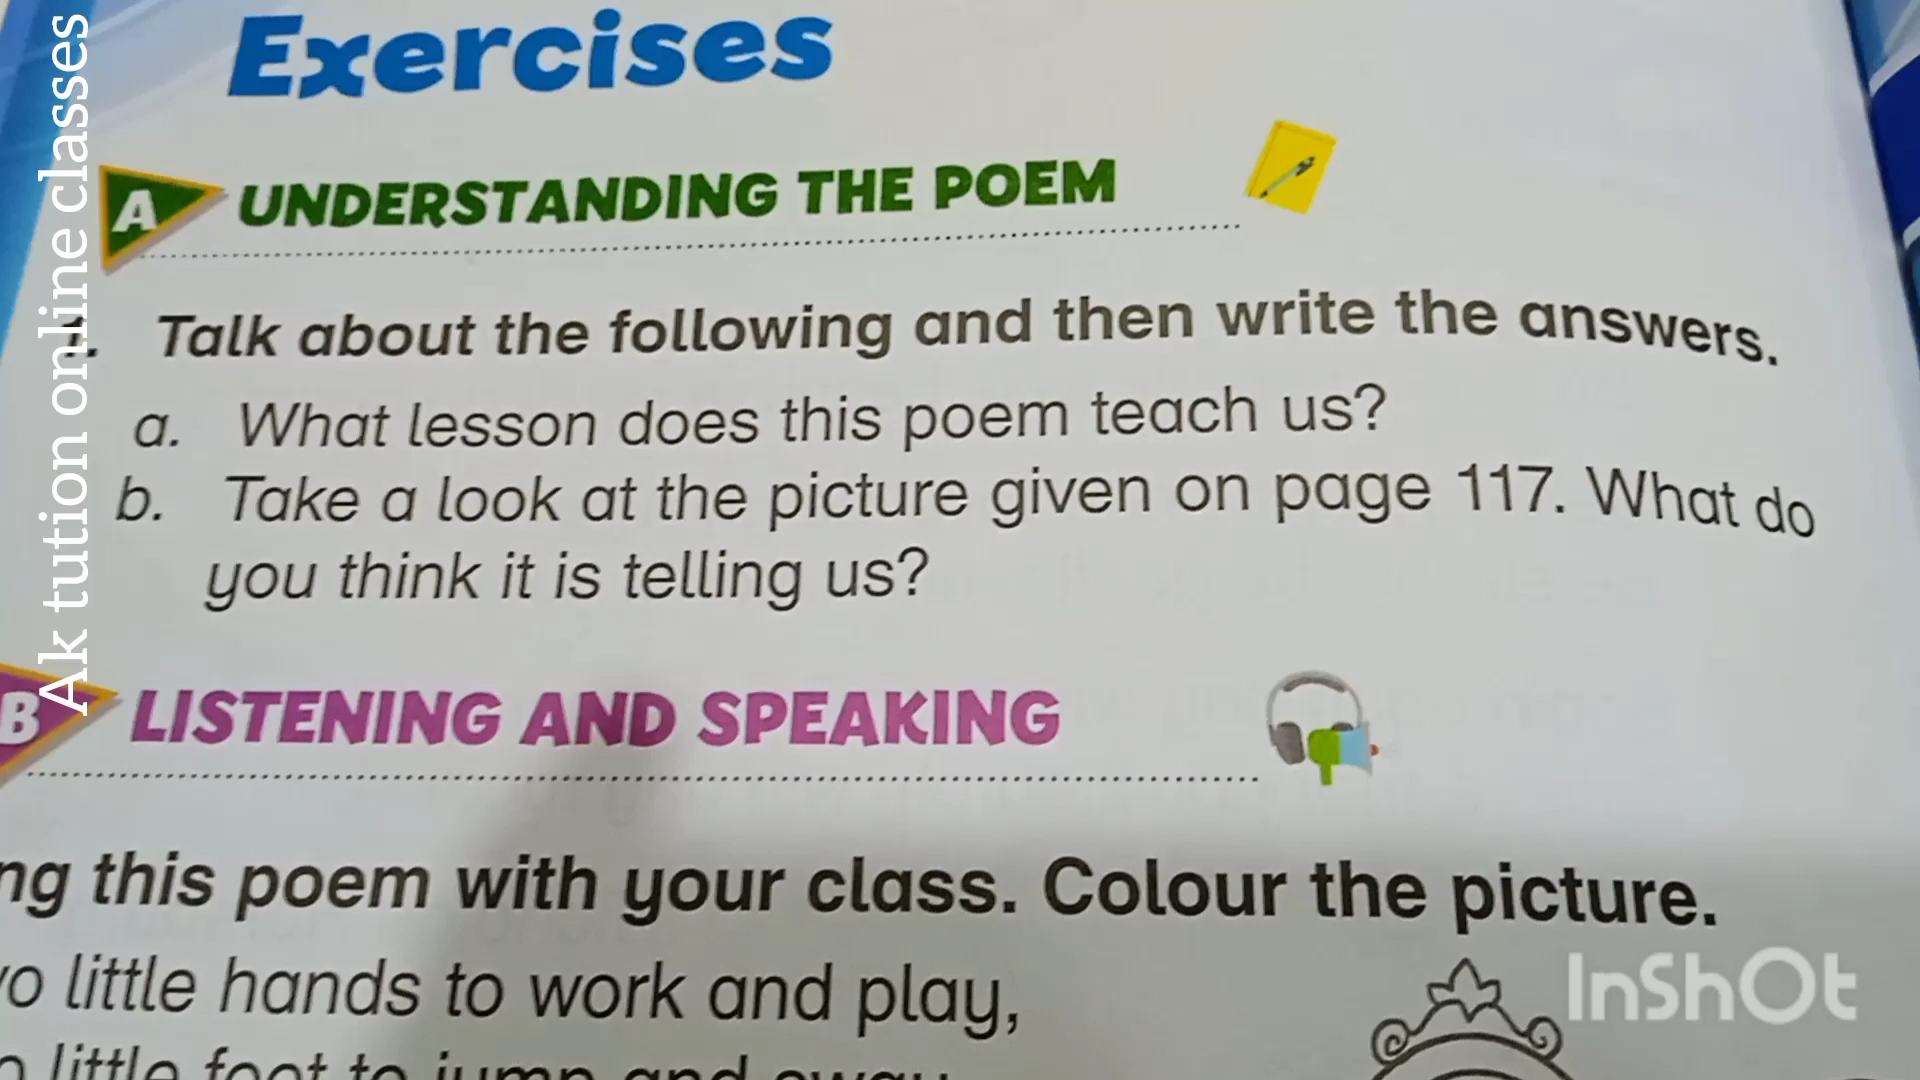 Exercises
A UNDERSTANDING THE POEM
Talk about the following and then write the answers.
a. What lesson does this poem teach us?
b. Take a look at the picture given on page 117. What do
you think it is telling us?
B LISTENING AND SPEAKING
this poem with your class. Colour the picture.
little hands to work and play,
little
Ak tution online classes
InShOt